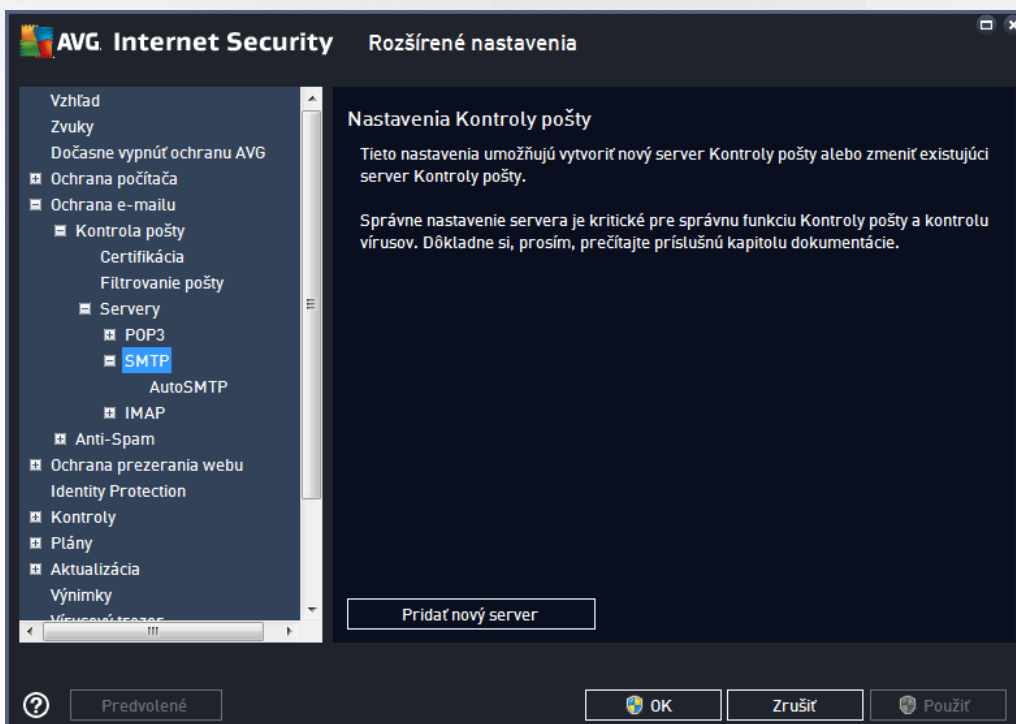 AVG. Internet Security
Rozšírené nastavenia
Vzhľad
Zvuky
Dočasne vypnúť ochranu AVG
Ochrana počítača
Ochrana e-mailu
Kontrola pošty
Certifikácia
Filtrovanie pošty
Servery
POP3
SMTP
AutoSMTP
IMAP
Anti-Spam
Ochrana prezerania webu
Identity Protection
Kontroly
Plány
Aktualizácia
Výnimky
Vírusový trezor
Nastavenia Kontroly pošty
Tieto nastavenia umožňujú vytvoriť nový server Kontroly pošty alebo zmeniť existujúci
server Kontroly pošty.
Správne nastavenie servera je kritické pre správnu funkciu Kontroly pošty a kontrolu
vírusov. Dôkladne si, prosím, prečítajte príslušnú kapitolu dokumentácie.
Pridať nový server
Predvolené
OK
Zrušiť
Použiť